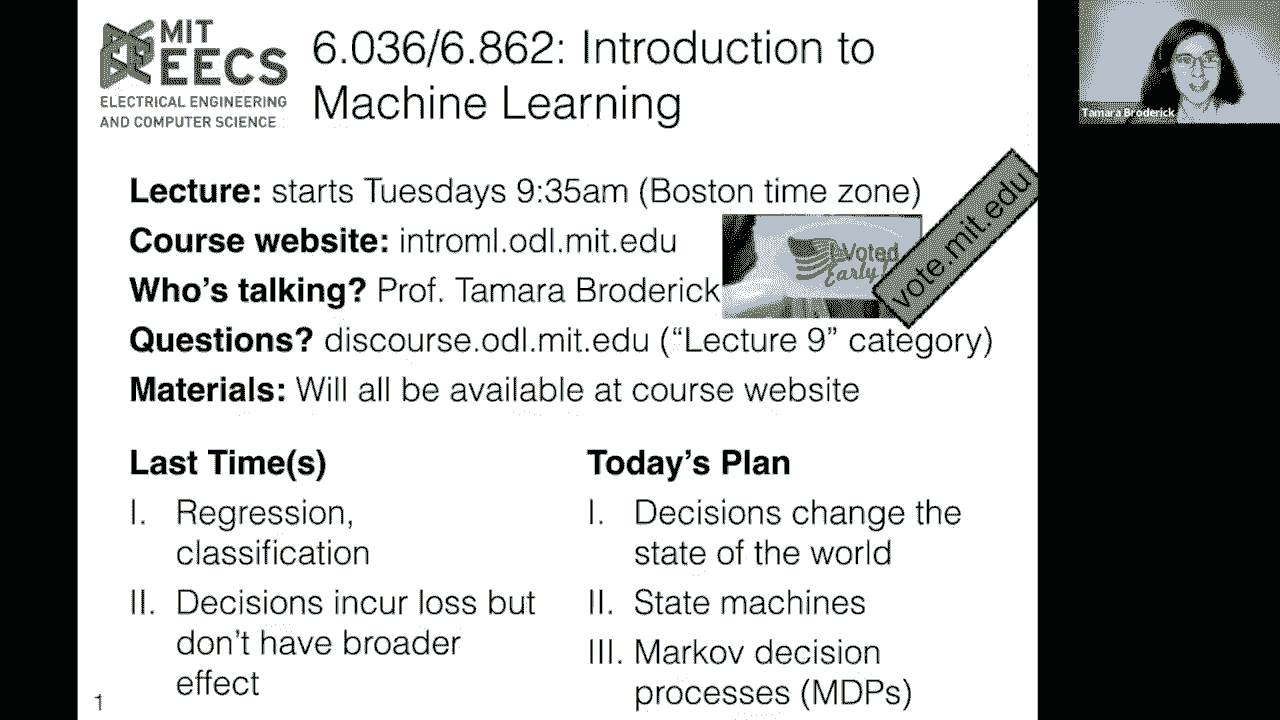 MIT
EECS
ELECTRICAL ENGINEERING
AND COMPUTER SCIENCE
6.036/6.862: Introduction to
Machine Learning
Tamara Broderick
Lecture: starts Tuesdays 9:35am (Boston time zone)
Course website: introml.odl.mit.edu
Who's talking? Prof. Tamara Broderick
I Voted
Early!
vote.mit.edu
Questions? discourse.odl.mit.edu (“Lecture 9” category)
Materials: Will all be available at course website
Last Time(s)
I. Regression,
classification
II. Decisions incur loss but
don't have broader
effect
Today's Plan
I. Decisions change the
state of the world
II. State machines
III. Markov decision
processes (MDPs)
1